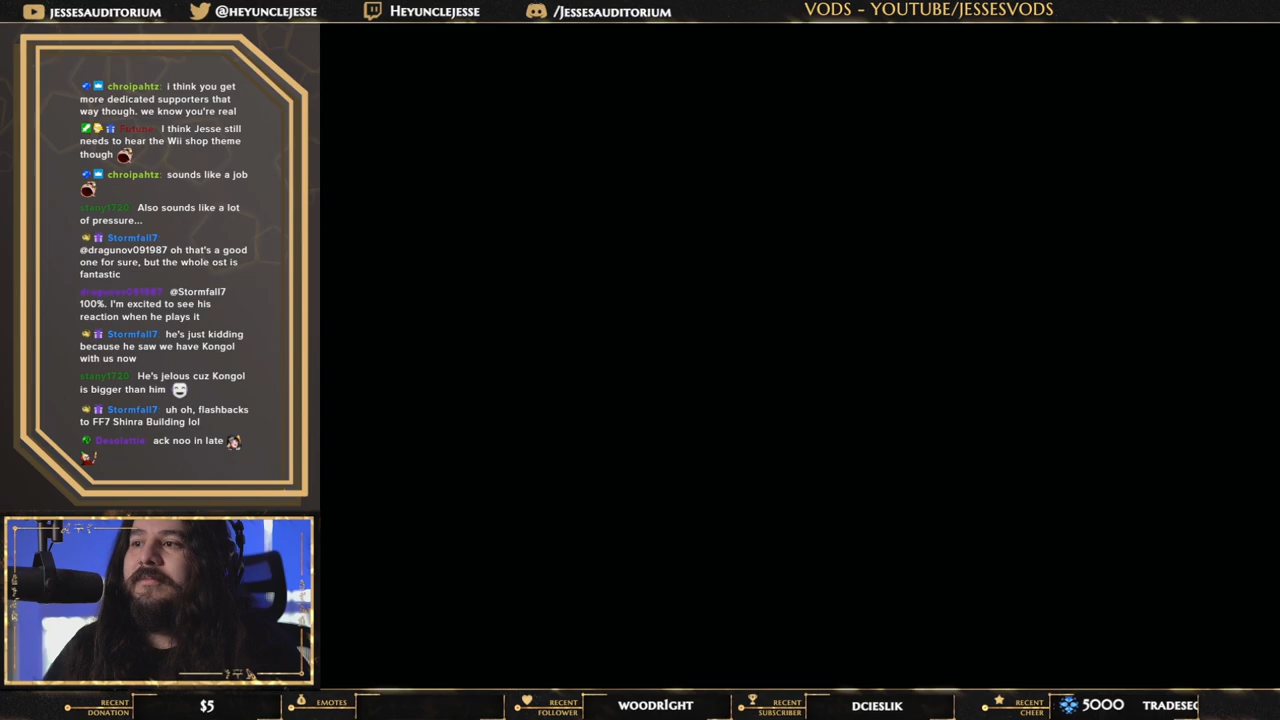 JESSESAUDITORIUM
@HEYUNCLEJESSE
HEYUNCLEJESSE
/JESSESAUDITORIUM
VODS - YOUTUBE/JESSESVODS
chroipahtz: i think you get
more dedicated supporters that
way though. we know you're real
I think Jesse still
needs to hear the Wii shop theme
though
chroipahtz: sounds like a job
stany1720: Also sounds like a lot
of pressure...
Stormfall7:
@dragunov091987 oh that's a good
one for sure, but the whole ost is
fantastic
dragunov091987: @Stormfall7
100%. I'm excited to see his
reaction when he plays it
Stormfall7: he's just kidding
because he saw we have Kongol
with us now
stany1720: He's jelous cuz Kongol
is bigger than him
Stormfall7: uh oh, flashbacks
to FF7 Shinra Building lol
Desolattie: ack noo in late
RECENT
DONATION
$5
EMOTES
RECENT
FOLLOWER
WOODR1GHT
RECENT
SUBSCRIBER
DCIESLIK
RECENT
CHEER
5000
TRADESEC